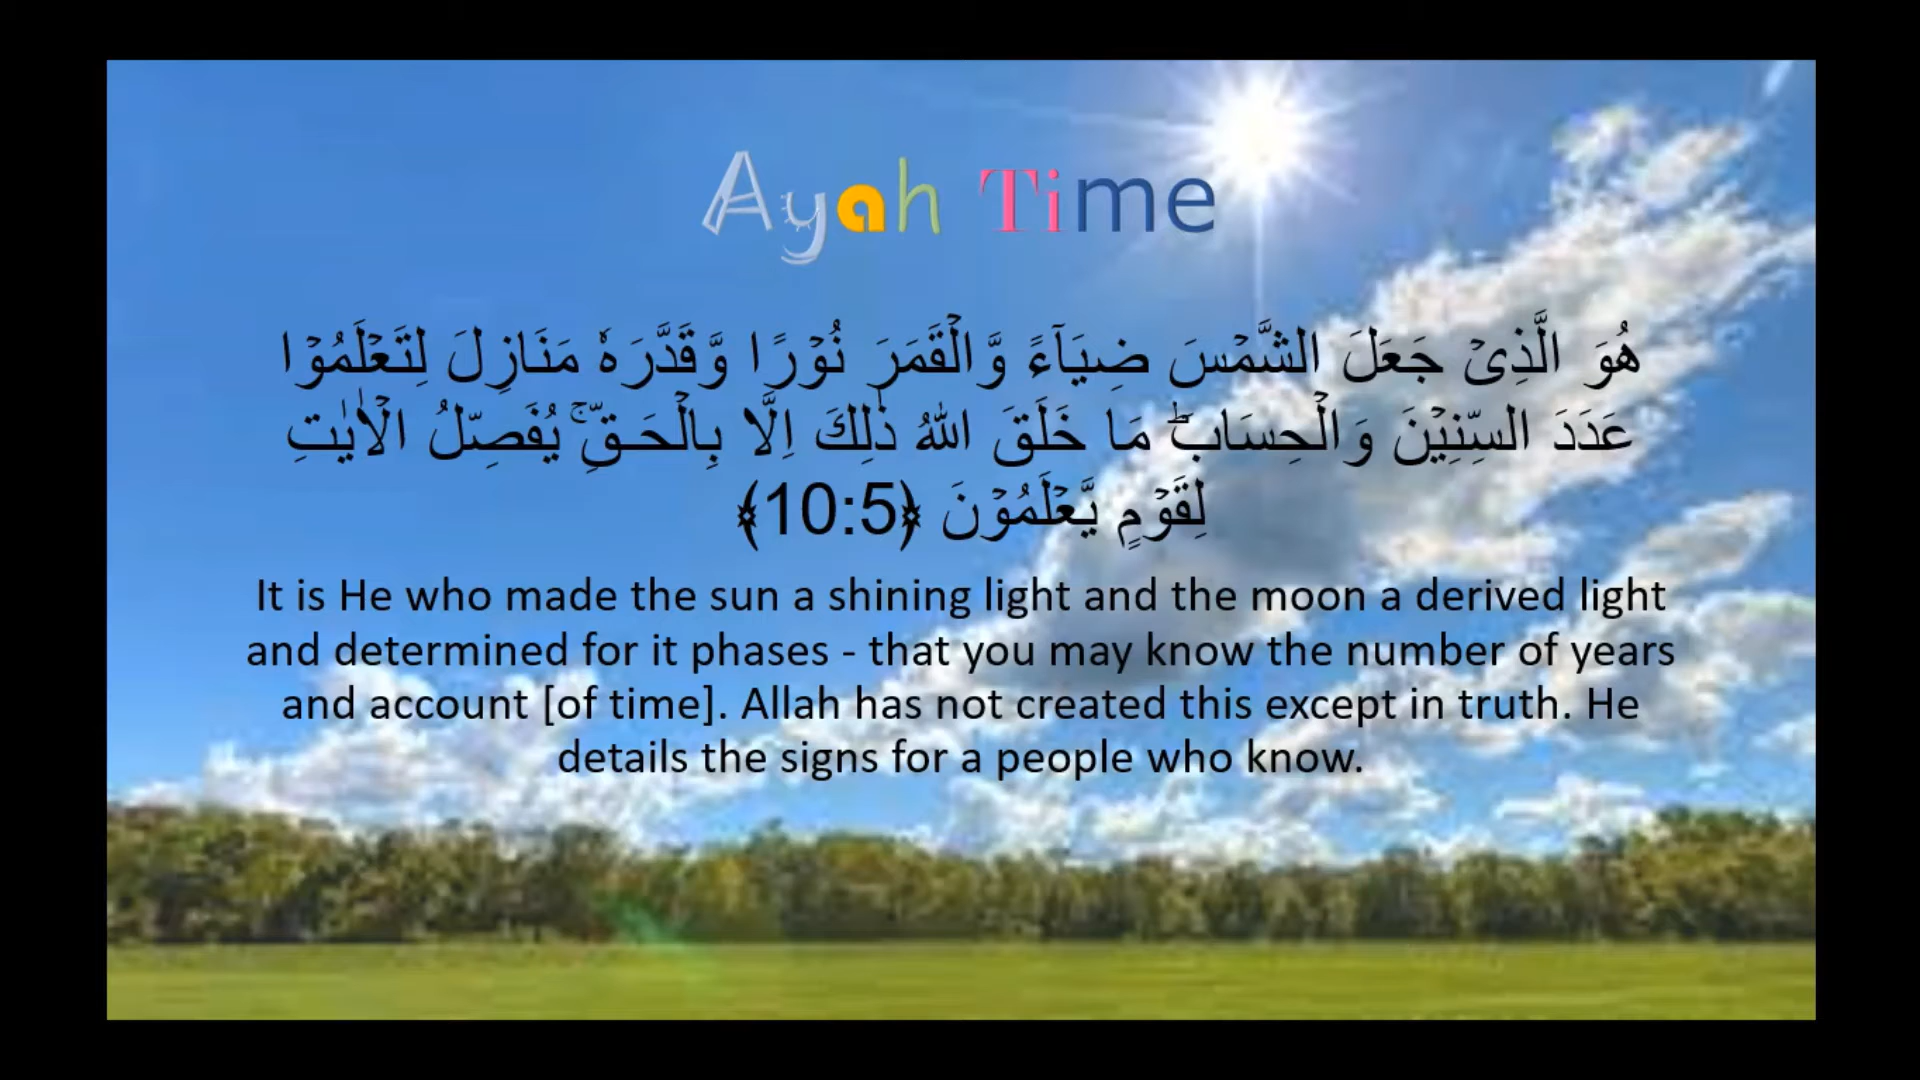 Ayah Time
هُوَ الَّذِىۡ جَعَلَ الشَّمۡسَ ضِيَآءً وَّالۡقَمَرَ نُوۡرًا وَّقَدَّرَهٗ مَنَازِلَ لِتَعۡلَمُوۡا
عَدَدَ السِّنِيۡنَ وَالۡحِسَابَ‌ؕ مَا خَلَقَ اللّٰهُ ذٰلِكَ اِلَّا بِالۡحَـقِّ‌ۚ يُفَصِّلُ الۡاٰيٰتِ
لِقَوۡمٍ يَّعۡلَمُوۡنَ ﴿10:5﴾
It is He who made the sun a shining light and the moon a derived light
and determined for it phases - that you may know the number of years
and account [of time]. Allah has not created this except in truth. He
details the signs for a people who know.